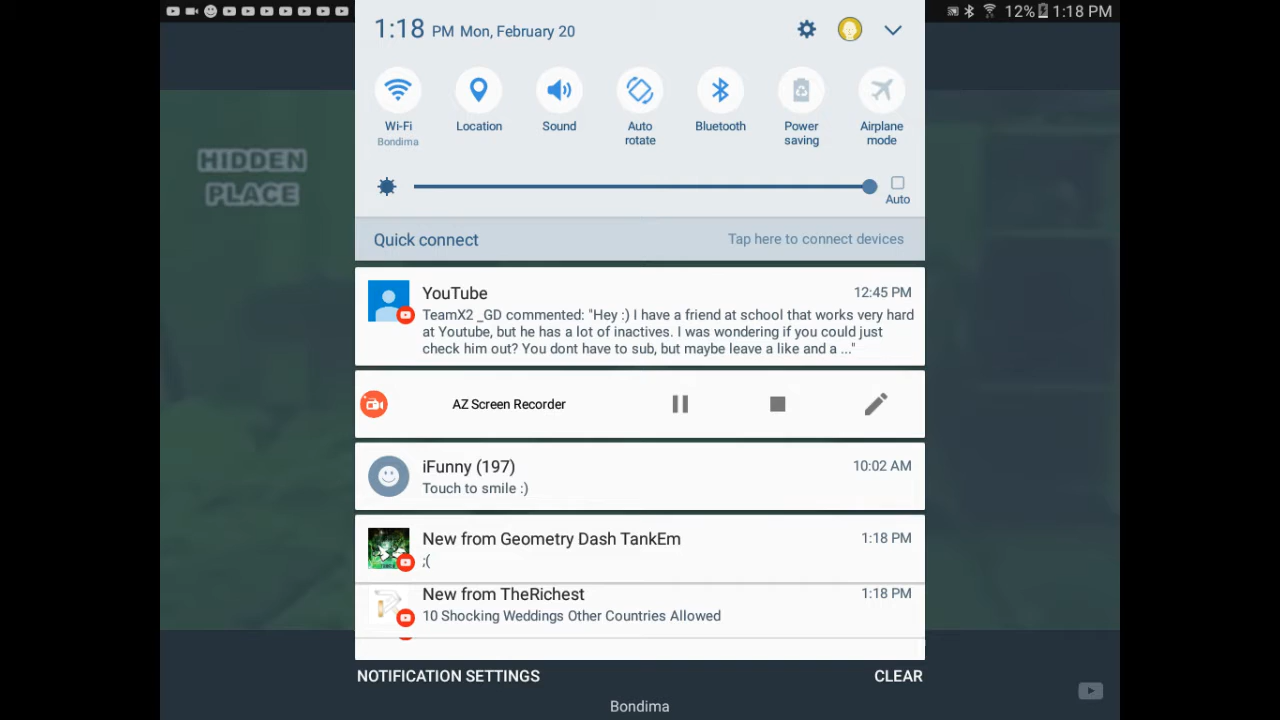 12% 1:18 PM
1:18 PM Mon, February 20
Wi-Fi
Bondima
Location
Sound
Auto
rotate
Bluetooth
Power
saving
Airplane
mode
HIDDEN
PLACE
Auto
Quick connect
Tap here to connect devices
YouTube
12:45 PM
TeamX2 _GD commented: "Hey :) I have a friend at school that works very hard
at Youtube, but he has a lot of inactives. I was wondering if you could just
check him out? You dont have to sub, but maybe leave a like and a ..."
AZ Screen Recorder
iFunny (197)
10:02 AM
Touch to smile :)
New from Geometry Dash TankEm
1:18 PM
;(
New from TheRichest
1:18 PM
10 Shocking Weddings Other Countries Allowed
NOTIFICATION SETTINGS
CLEAR
Bondima